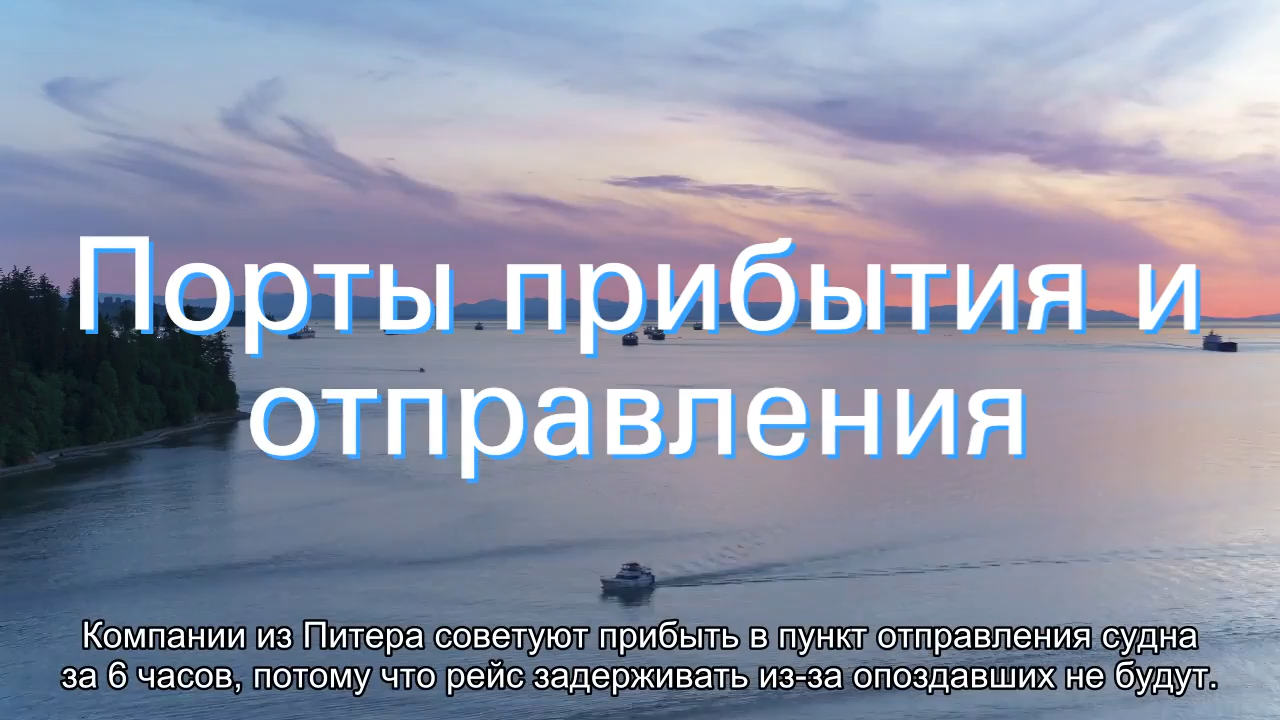 Порты прибытия и
отправления
Компании из Питера советуют прибыть в пункт отправления судна
за 6 часов, потому что рейс задерживать из-за опоздавших не будут.